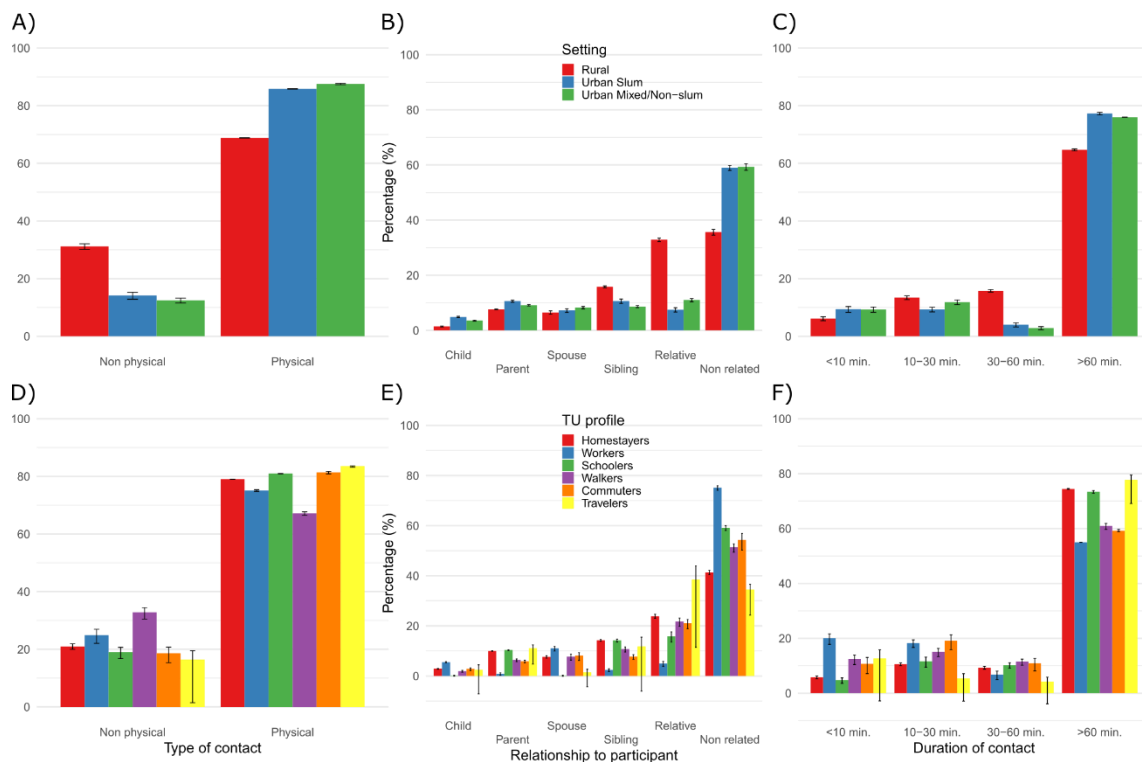 A)
100
80
60
40
20
0
Non physical
Physical
B)
Percentage (%)
100
80
60
40
20
0
Setting
Rural
Urban Slum
Urban Mixed/Non−slum
Child
Parent
Spouse
Sibling
Relative
Non related
C)
100
80
60
40
20
0
<10 min.
10−30 min.
30−60 min.
>60 min.
D)
100
80
60
40
20
0
Non physical
Physical
Type of contact
E)
Percentage (%)
100
80
60
40
20
0
TU profile
Homestayers
Workers
Schoolers
Walkers
Commuters
Travelers
Child
Parent
Spouse
Sibling
Relative
Non related
Relationship to participant
F)
100
80
60
40
20
0
<10 min.
10−30 min.
30−60 min.
>60 min.
Duration of contact